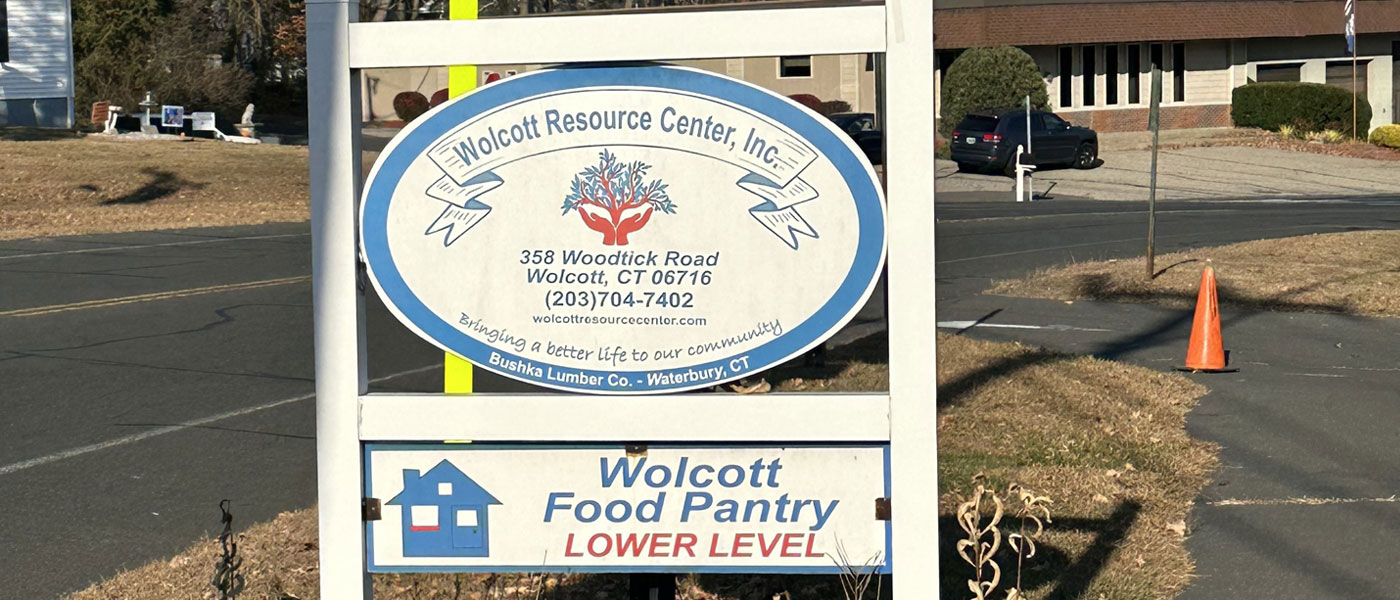 Wolcott Resource Center, Inc.
358 Woodtick Road
Wolcott, CT 06716
(203)704-7402
wolcottresourcecenter.com
Bringing a better life to our community
Bushka Lumber Co. - Waterbury, CT
Wolcott
Food Pantry
LOWER LEVEL